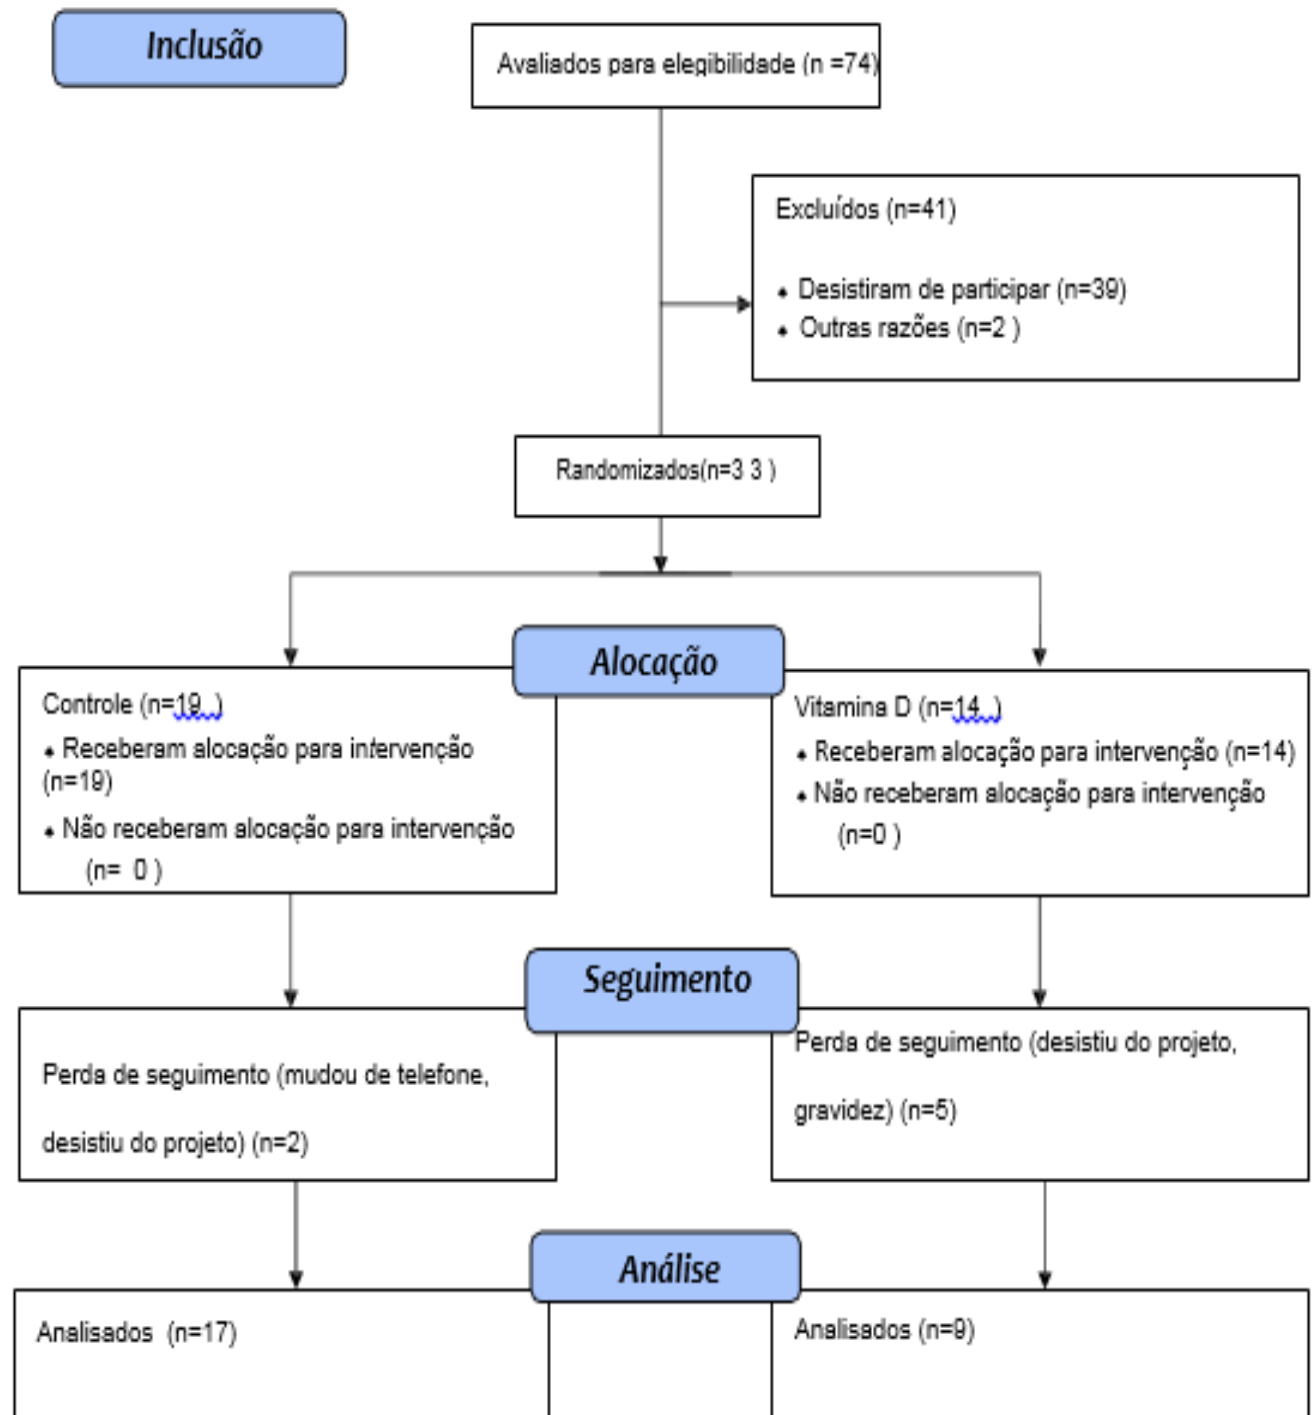 Inclusão
Avaliados para elegibilidade (n =74)
Excluídos (n=41)
♦ Desistiram de participar (n=39)
♦ Outras razões (n=2 )
Randomizados(n=3 3 )
Alocação
Controle (n=19 )
♦ Receberam alocação para intervenção
(n=19)
♦ Não receberam alocação para intervenção
(n= 0 )
Vitamina D (n=14 )
♦ Receberam alocação para intervenção (n=14)
♦ Não receberam alocação para intervenção
(n=0 )
Seguimento
Perda de seguimento (mudou de telefone,
desistiu do projeto) (n=2)
Perda de seguimento (desistiu do projeto,
gravidez) (n=5)
Análise
Analisados (n=17)
Analisados (n=9)